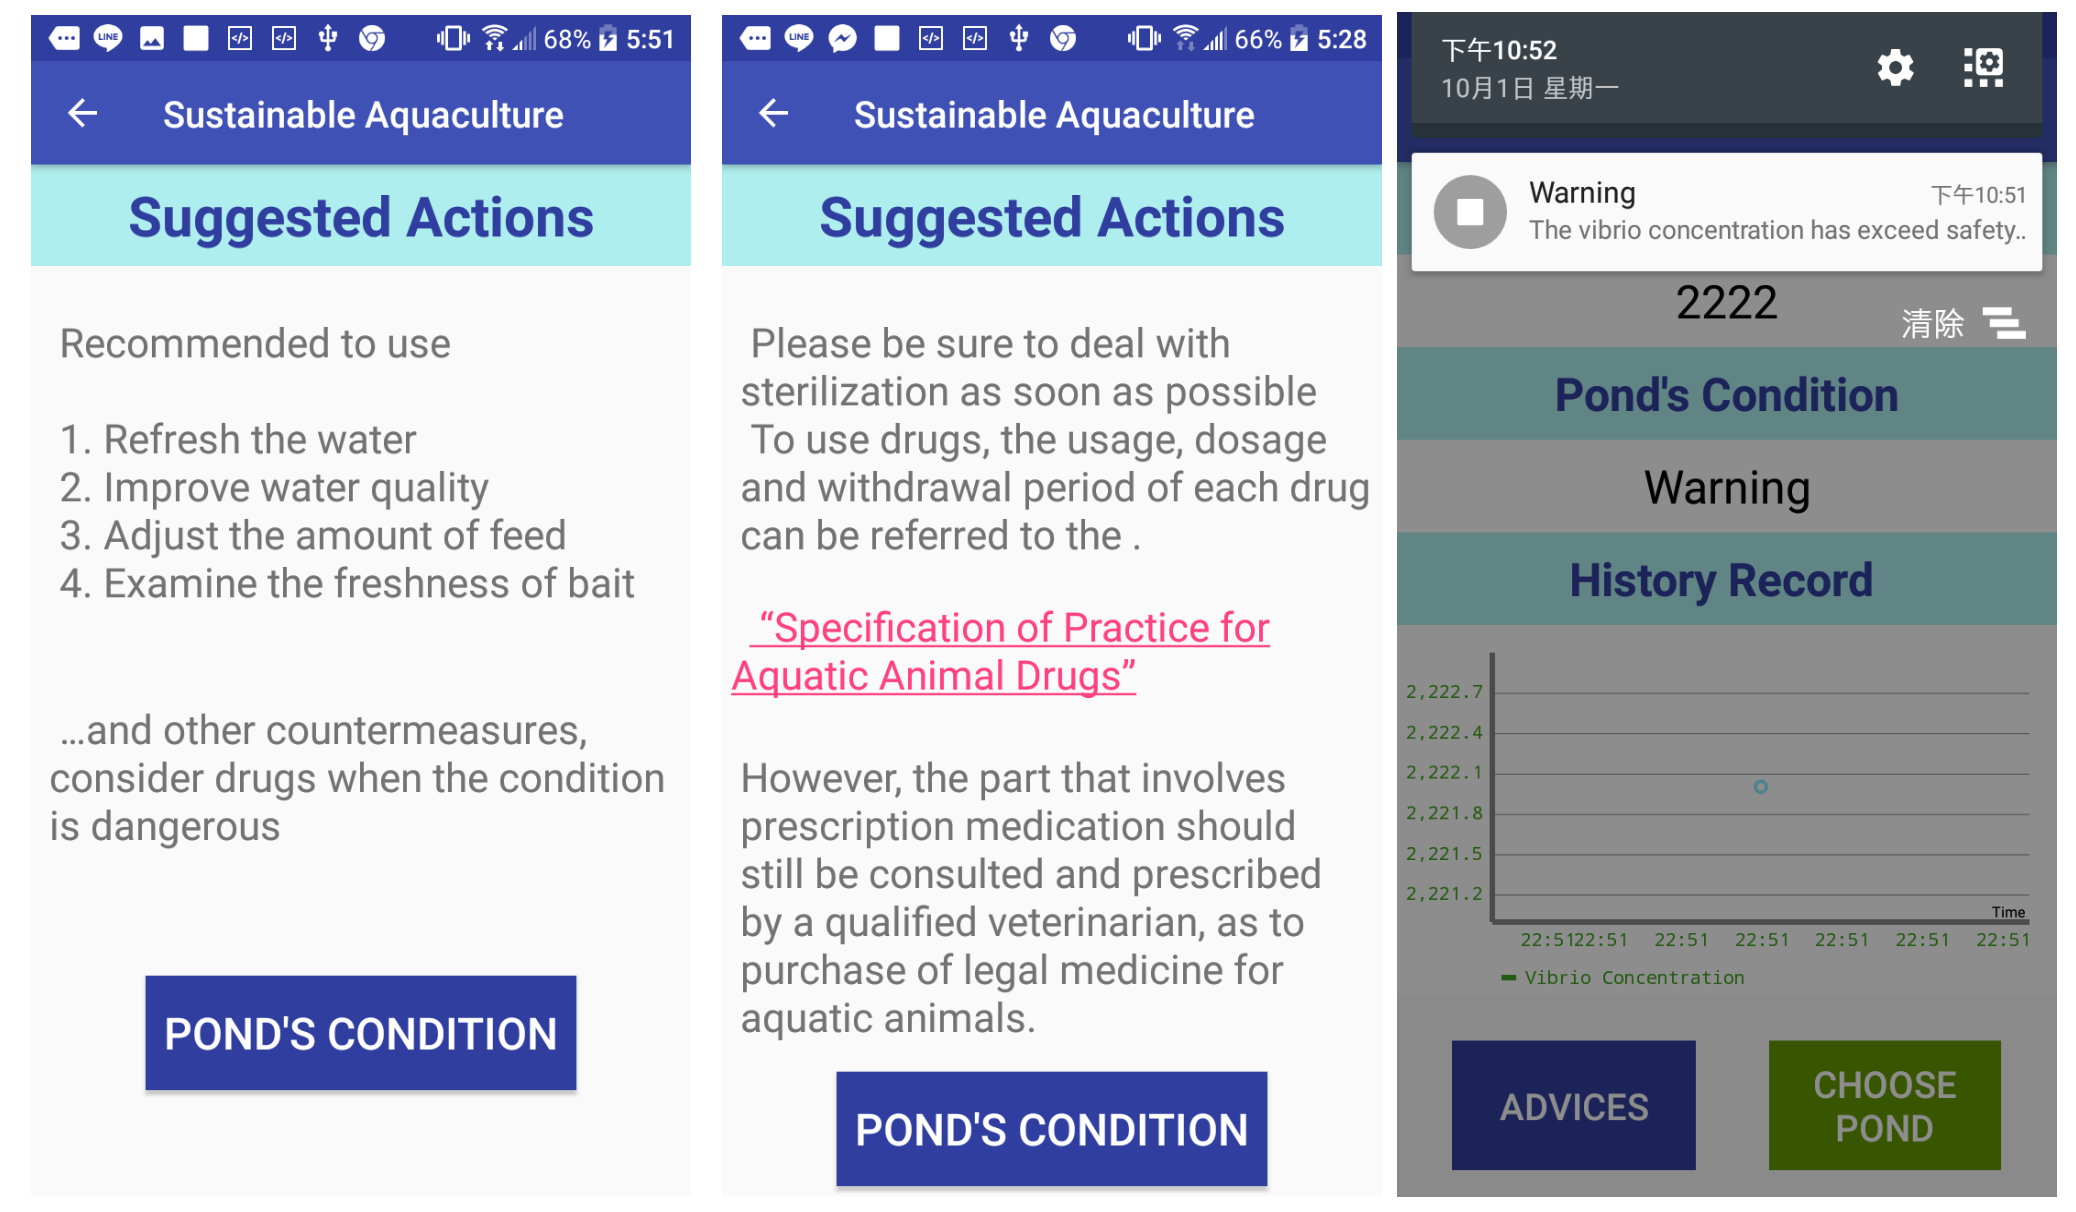 LINE 68% 5:51
Sustainable Aquaculture
Suggested Actions
Recommended to use
1. Refresh the water
2. Improve water quality
3. Adjust the amount of feed
4. Examine the freshness of bait
...and other countermeasures,
consider drugs when the condition
is dangerous
POND'S CONDITION
LINE 66% 5:28
Sustainable Aquaculture
Suggested Actions
Please be sure to deal with
sterilization as soon as possible
To use drugs, the usage, dosage
and withdrawal period of each drug
can be referred to the .
“Specification of Practice for
Aquatic Animal Drugs”
However, the part that involves
prescription medication should
still be consulted and prescribed
by a qualified veterinarian, as to
purchase of legal medicine for
aquatic animals.
POND'S CONDITION
下午10:52
10月1日 星期一
Warning 下午10:51
The vibrio concentration has exceed safety..
2222
清除
Pond's Condition
Warning
History Record
2,222.7
2,222.4
2,222.1
2,221.8
2,221.5
2,221.2
Time
22:51 22:51 22:51 22:51 22:51 22:51 22:51
Vibrio Concentration
ADVICES
CHOOSE
POND